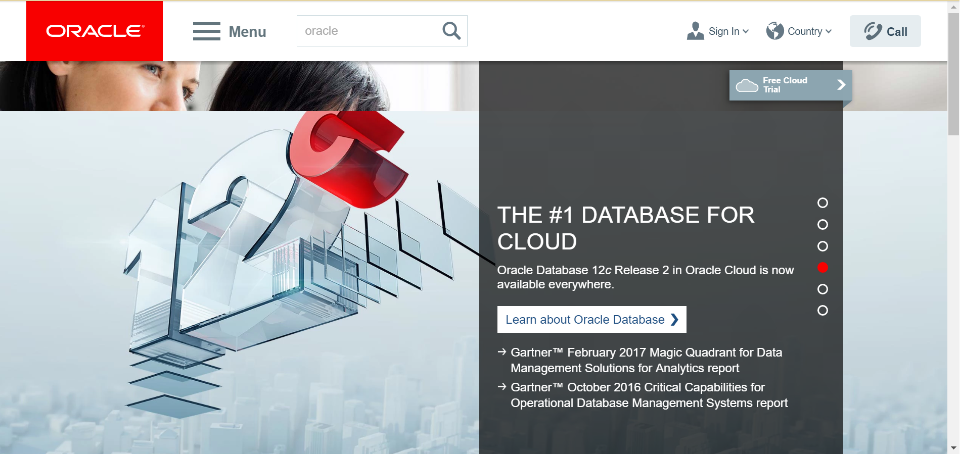 ORACLE
Menu
oracle
Sign In
Country
Call
Free Cloud
Trial
12c
THE #1 DATABASE FOR
CLOUD
Oracle Database 12c Release 2 in Oracle Cloud is now
available everywhere.
Learn about Oracle Database
Gartner™ February 2017 Magic Quadrant for Data
Management Solutions for Analytics report
Gartner™ October 2016 Critical Capabilities for
Operational Database Management Systems report